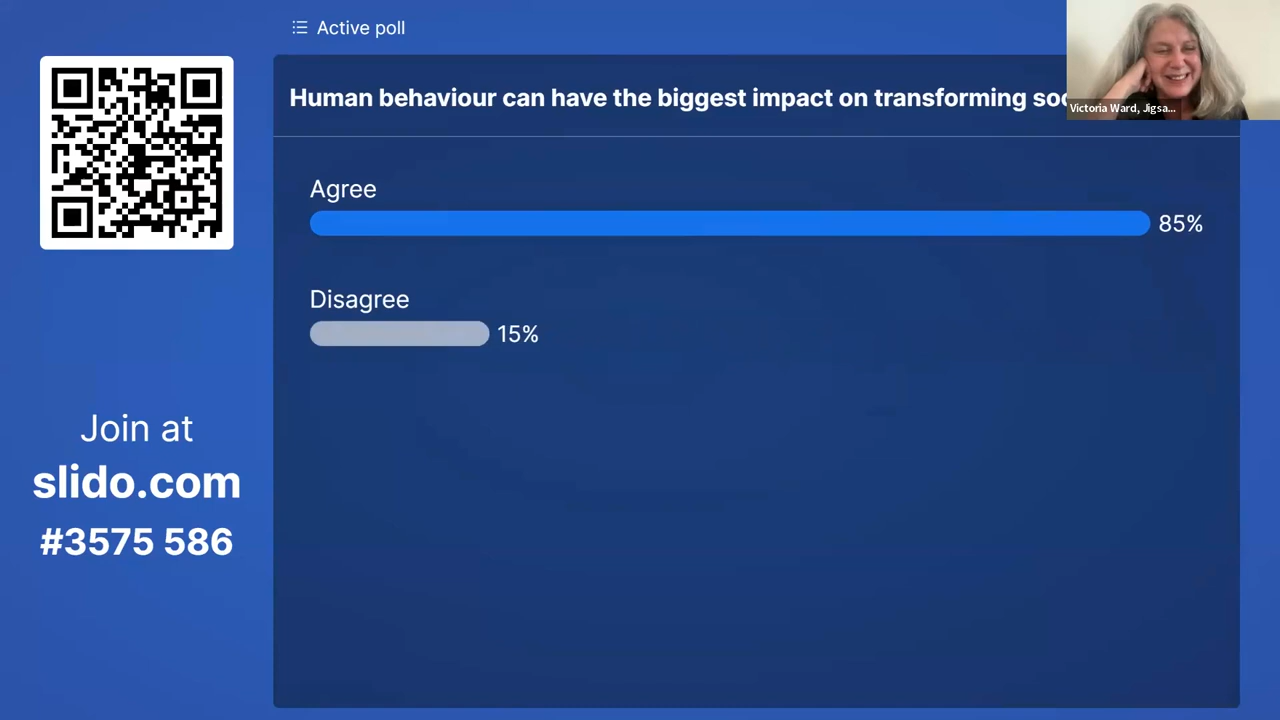 Active poll
Human behaviour can have the biggest impact on transforming
Victoria Ward, Jigsa...
Agree
85%
Disagree
15%
Join at
slido.com
#3575 586